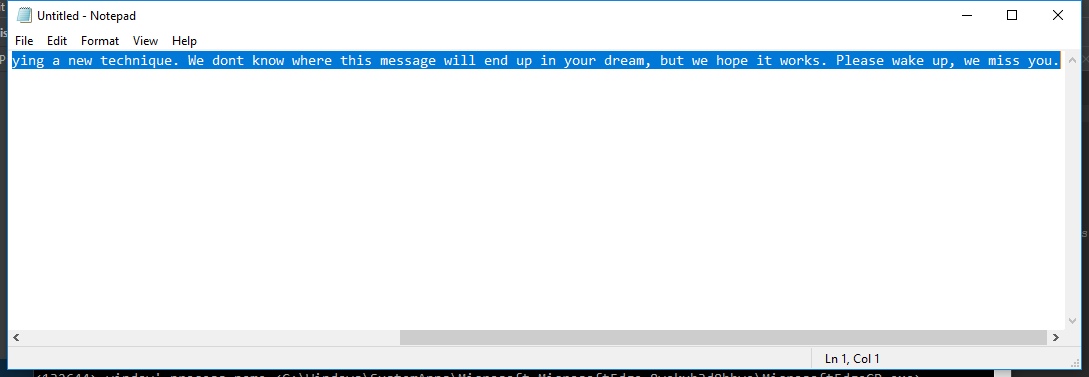 Untitled - Notepad
File Edit Format View Help
ying a new technique. We dont know where this message will end up in your dream, but we hope it works. Please wake up, we miss you.
Ln 1, Col 1